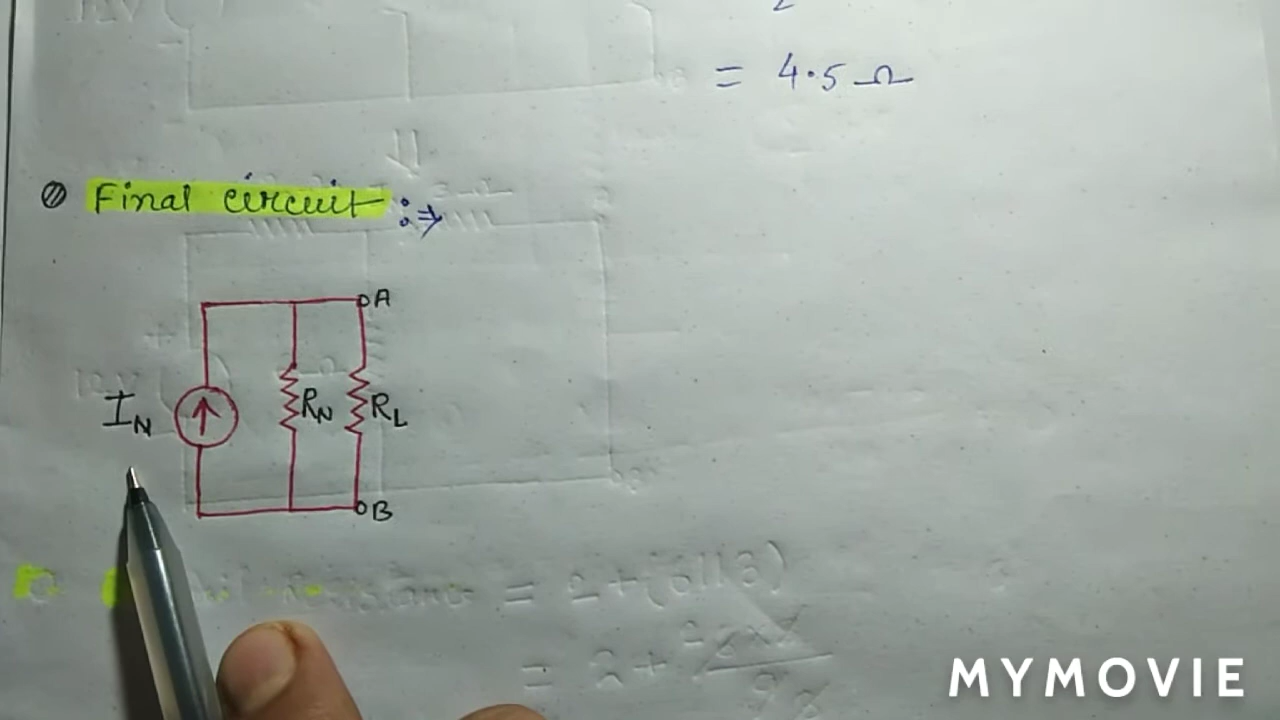 = 4.5 Ω
Final circuit :⇒
A
I_N
R_N
R_L
B
MYMOVIE